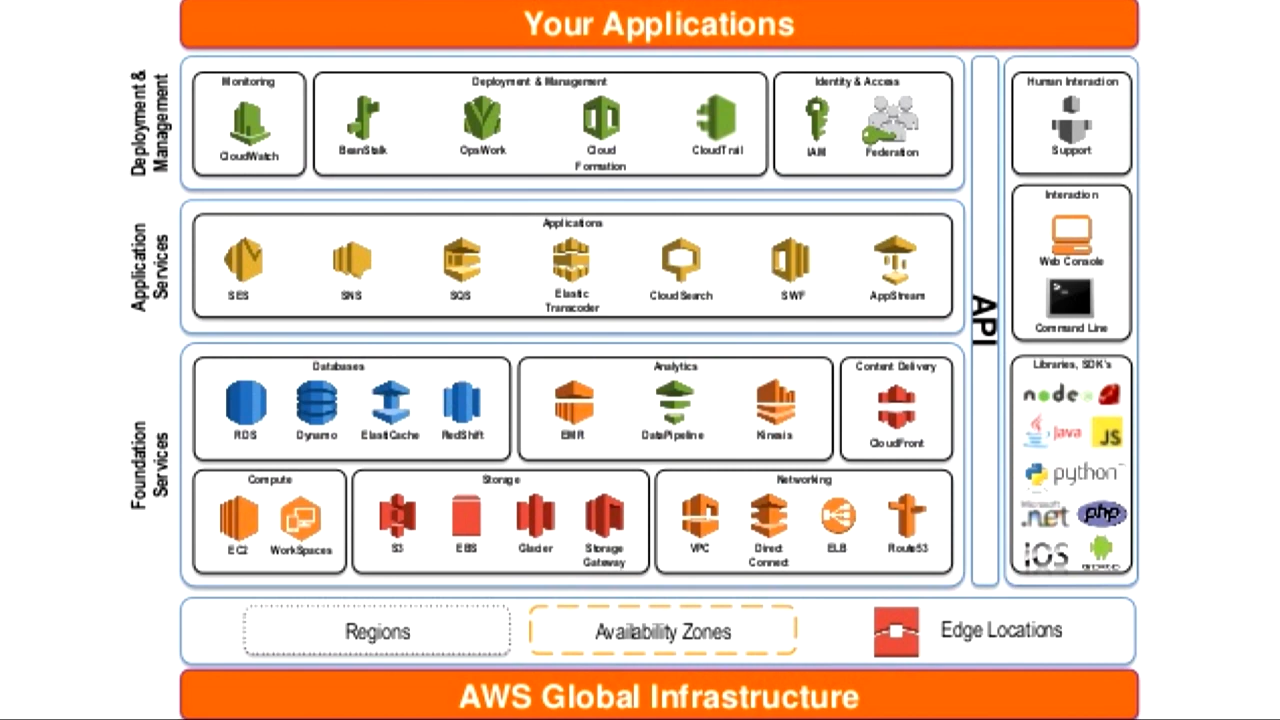 Your Applications
Deployment &
Management
Monitoring
CloudWatch
Deployment & Management
BeanStalk
OpsWork
Cloud
Formation
CloudTrail
Identity & Access
IAM
Federation
Human Interaction
Support
Application
Services
Applications
SES
SNS
SQS
Elastic
Transcoder
CloudSearch
SWF
AppStream
API
Interaction
Web Console
Command Line
Foundation
Services
Databases
RDS
Dynamo
ElastiCache
RedShift
Analytics
EMR
DataPipeline
Kinesis
Content Delivery
CloudFront
Compute
EC2
WorkSpaces
Storage
S3
EBS
Glacier
Storage
Gateway
Networking
VPC
Direct
Connect
ELB
Route53
Libraries, SDK's
node
Java
JS
python
Microsoft
.net
php
iOS
ANDROID
Regions
Availability Zones
Edge Locations
AWS Global Infrastructure